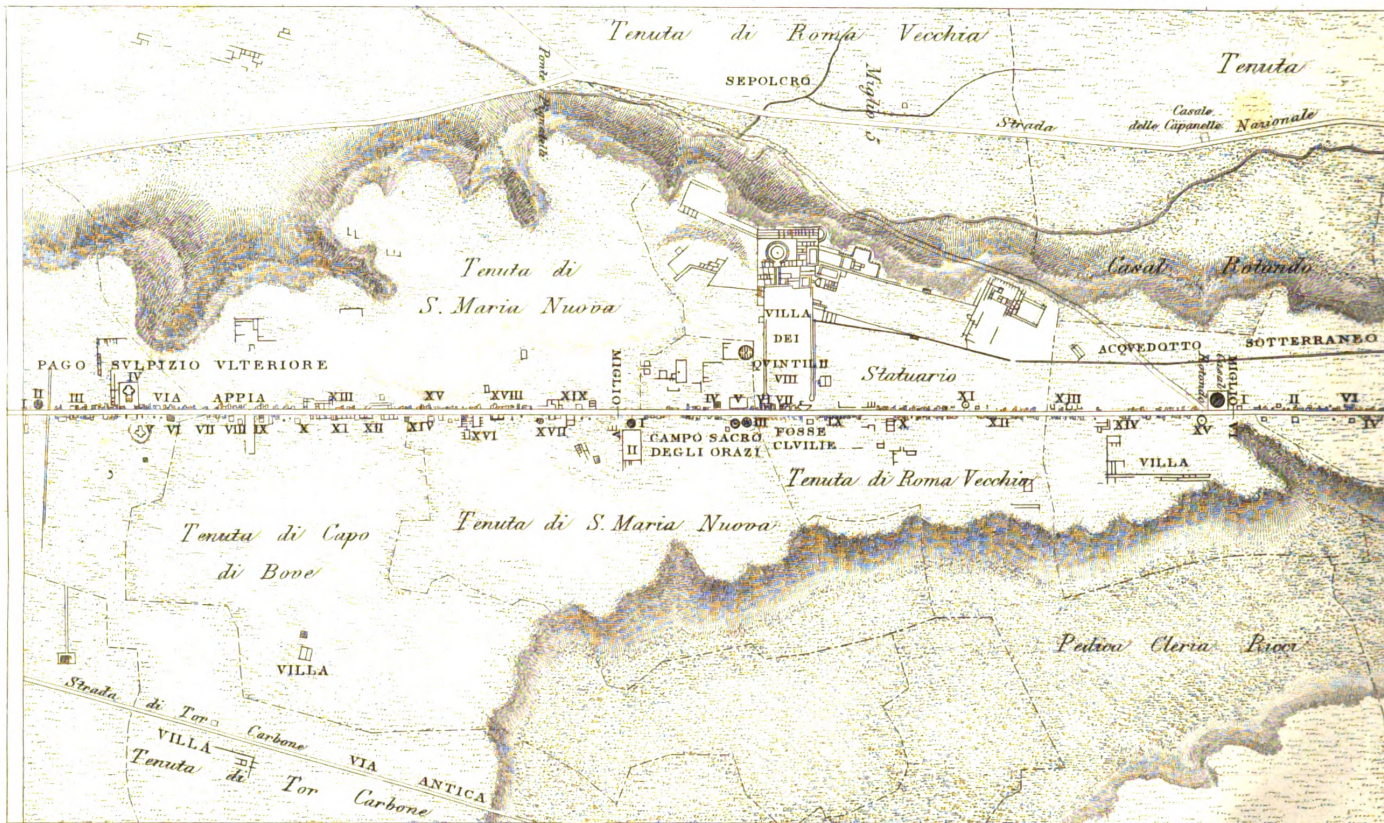 Tenuta di Roma Vecchia
SEPOLCRO
Miglio 5
Tenuta
Casale
delle Capanelle
Strada
Nazionale
Tenuta di
S. Maria Nuova
Casal Rotondo
VILLA
DEI
QVINTILII
VIII
PAGO SVLPIZIO VLTERIORE
MIGLIO V
Statuario
ACQVEDOTTO SOTTERRANEO
Casal
Rotondo
MIGLIO VI
II III IV VIA APPIA XIII XV XVIII XIX IV V VI VII XI XIII I II VI
V VI VII VIII IX X XI XII XIV XVI XVII I II III IX X XII XIV XV IV
CAMPO SACRO
DEGLI ORAZI
FOSSE
CLVILIE
VILLA
Tenuta di Roma Vecchia
Tenuta di S. Maria Nuova
Tenuta di Capo
di Bove
Pedica Cleria Ricci
VILLA
Strada di Tor Carbone VIA ANTICA
VILLA
Tenuta di Tor Carbone